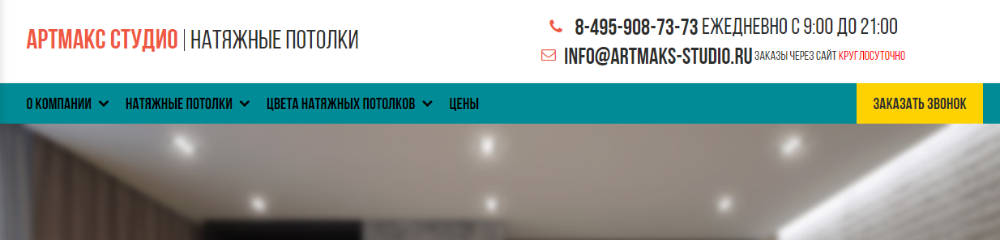 АРТМАКС СТУДИО | НАТЯЖНЫЕ ПОТОЛКИ
8-495-908-73-73 ЕЖЕДНЕВНО С 9:00 ДО 21:00
INFO@ARTMAKS-STUDIO.RU ЗАКАЗЫ ЧЕРЕЗ САЙТ КРУГЛОСУТОЧНО
О КОМПАНИИ НАТЯЖНЫЕ ПОТОЛКИ ЦВЕТА НАТЯЖНЫХ ПОТОЛКОВ ЦЕНЫ ЗАКАЗАТЬ ЗВОНОК